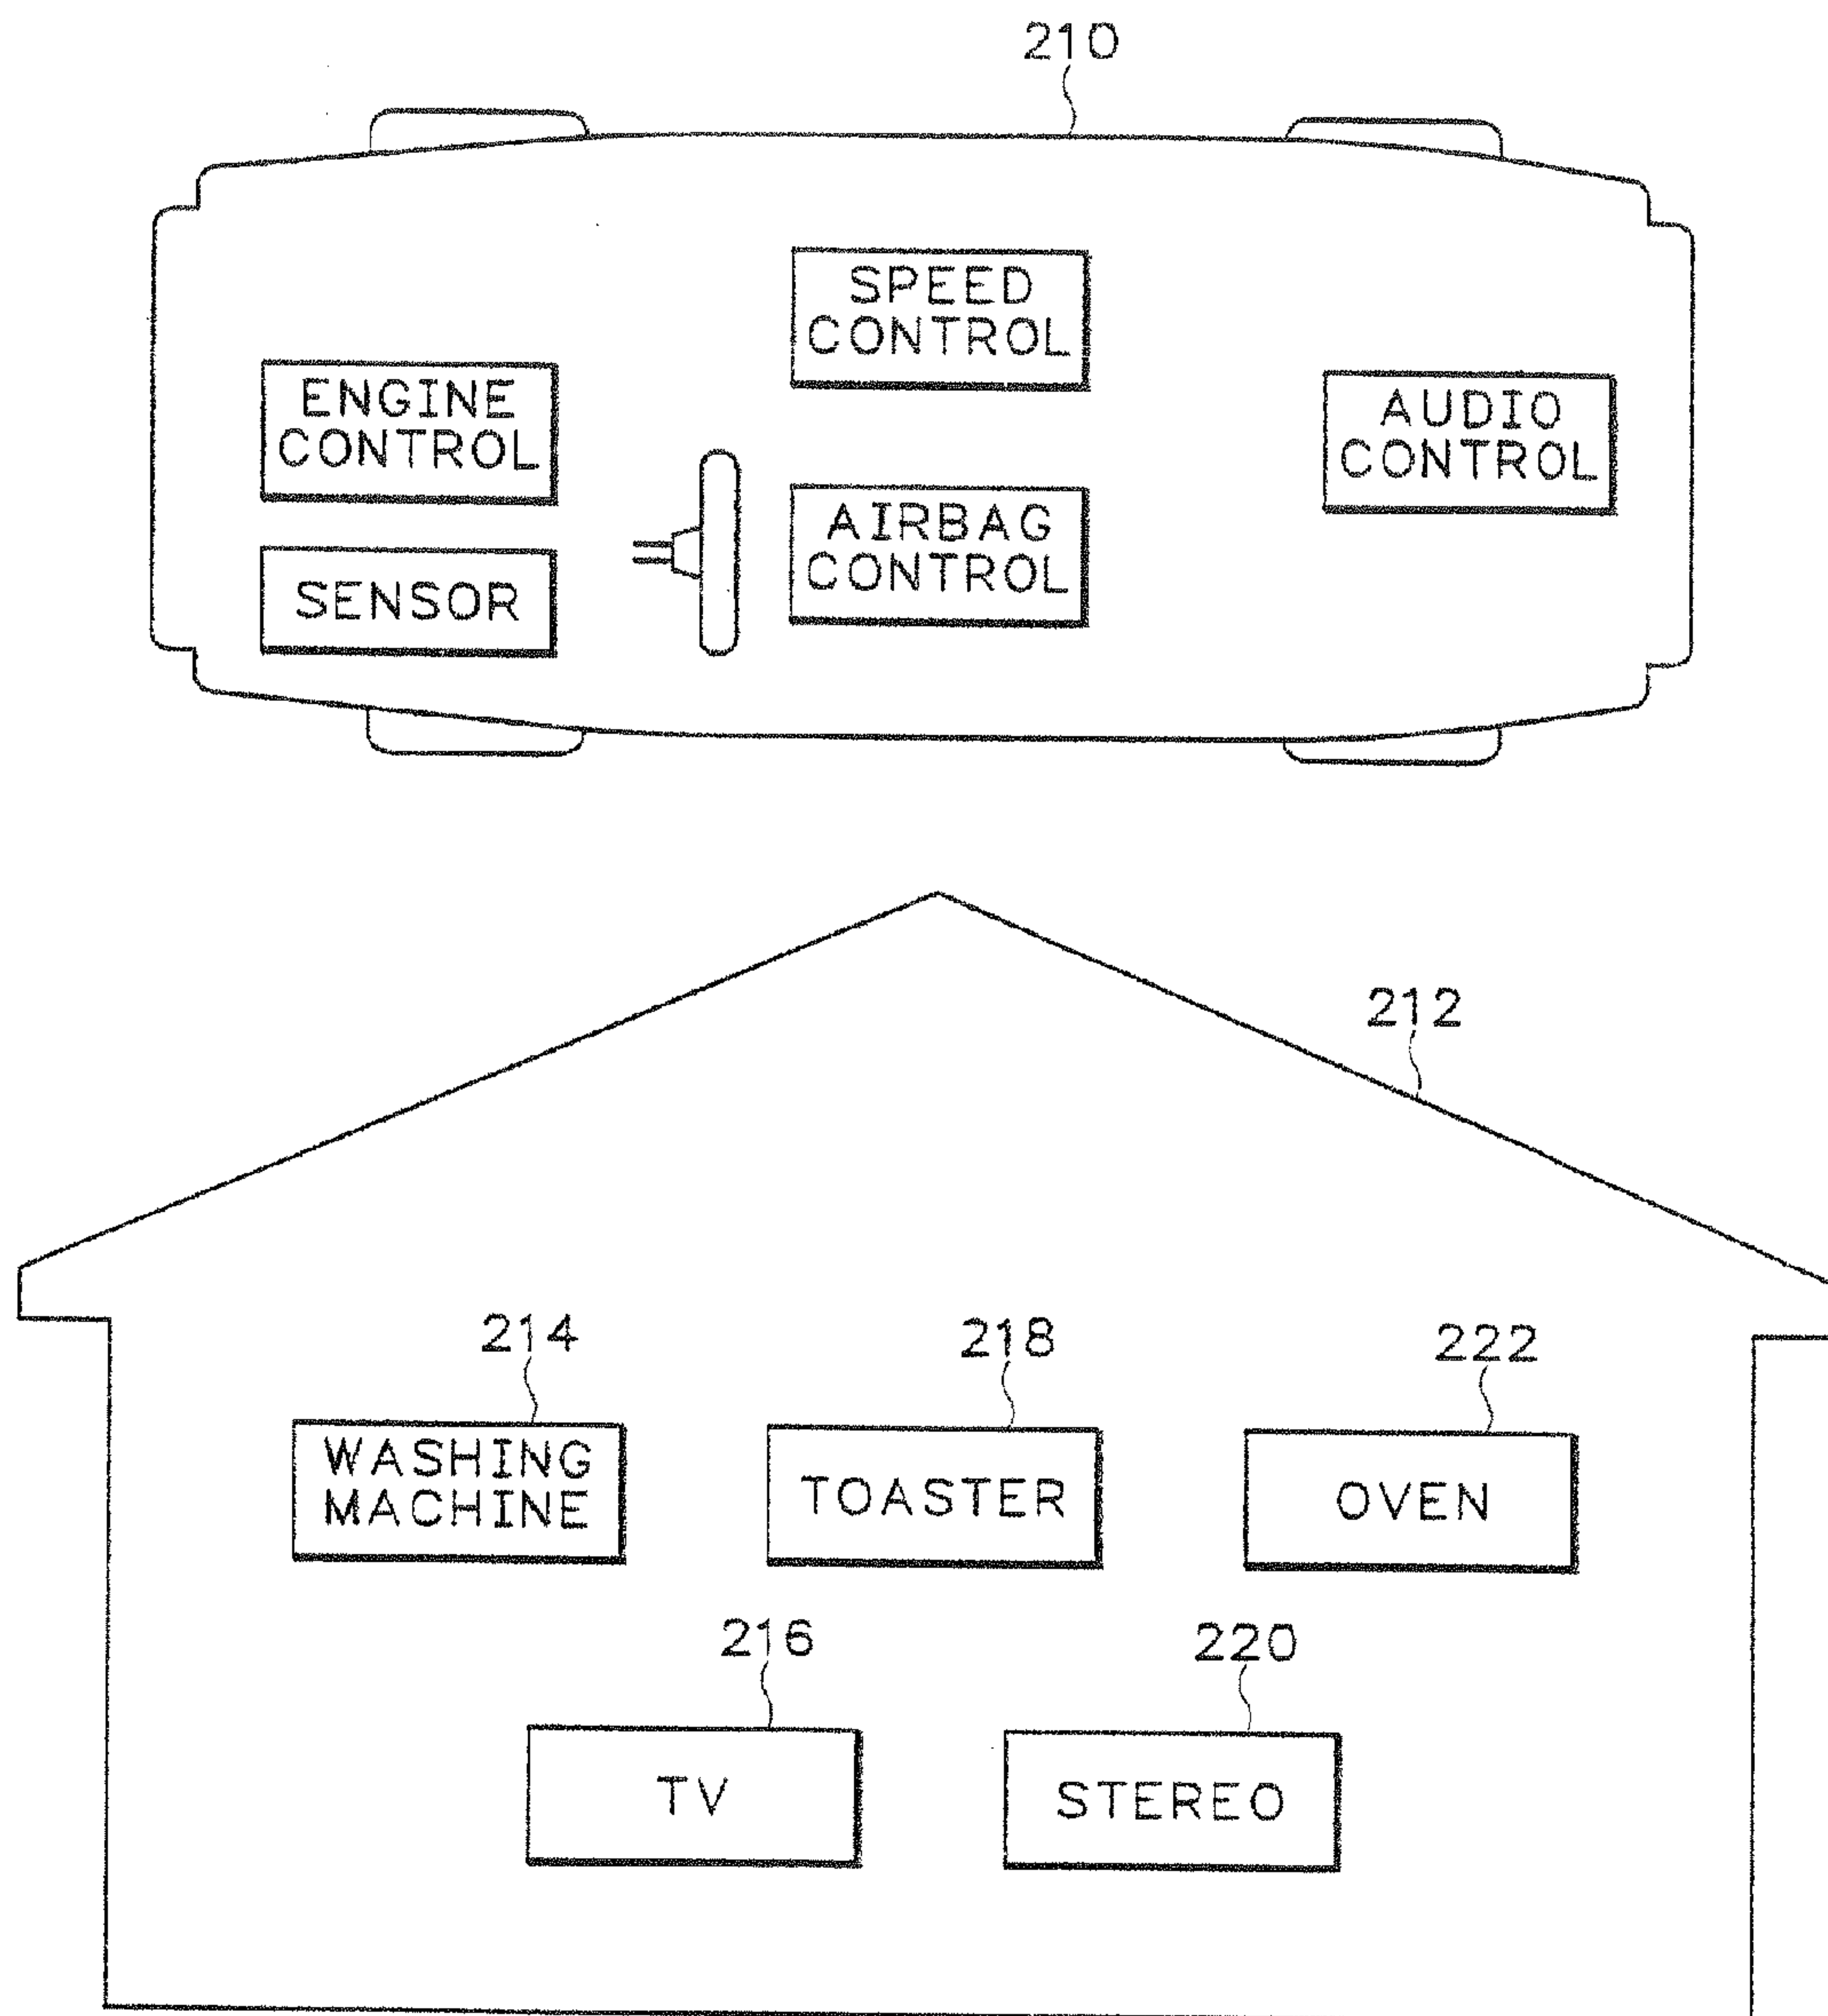 210
SPEED
CONTROL
ENGINE
CONTROL
AUDIO
CONTROL
AIRBAG
CONTROL
SENSOR
212
214
218
222
WASHING
MACHINE
TOASTER
OVEN
216
220
TV
STEREO